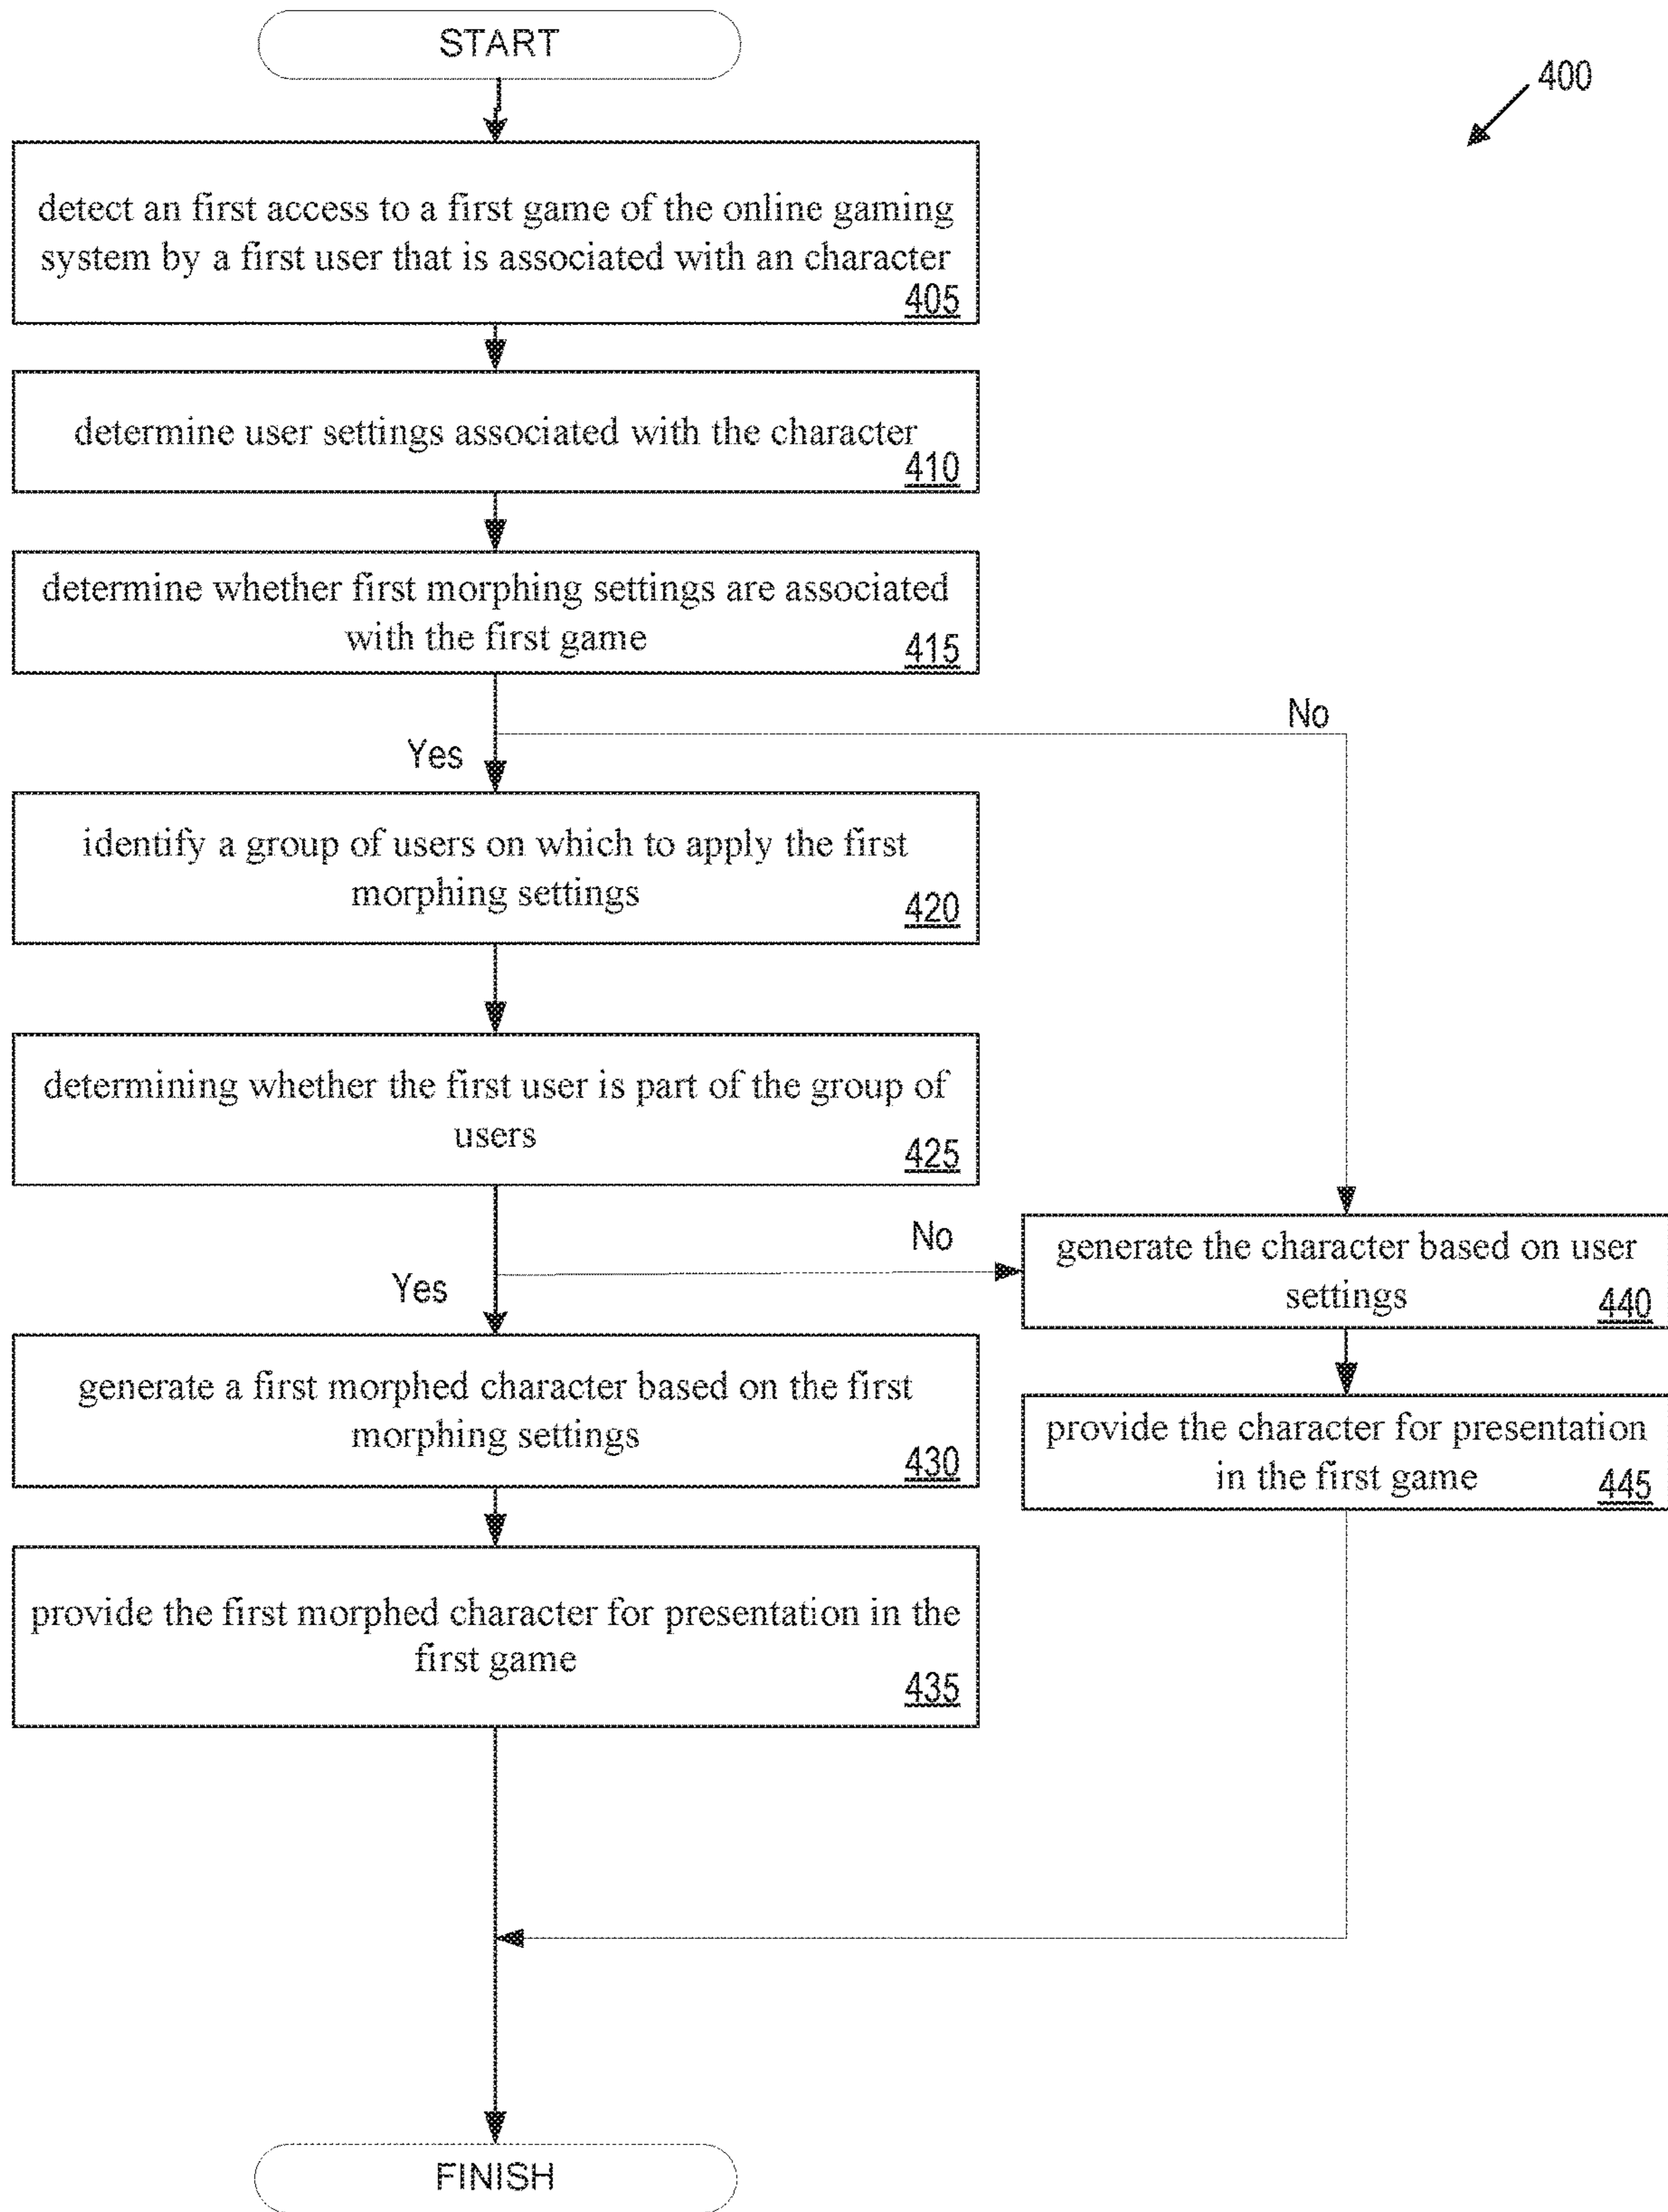 START
400
detect an first access to a first game of the online gaming
system by a first user that is associated with an character
405
determine user settings associated with the character
410
determine whether first morphing settings are associated
with the first game
415
No
Yes
identify a group of users on which to apply the first
morphing settings
420
determining whether the first user is part of the group of
users
425
No
Yes
generate the character based on user
settings
440
generate a first morphed character based on the first
morphing settings
430
provide the character for presentation
in the first game
445
provide the first morphed character for presentation in the
first game
435
FINISH